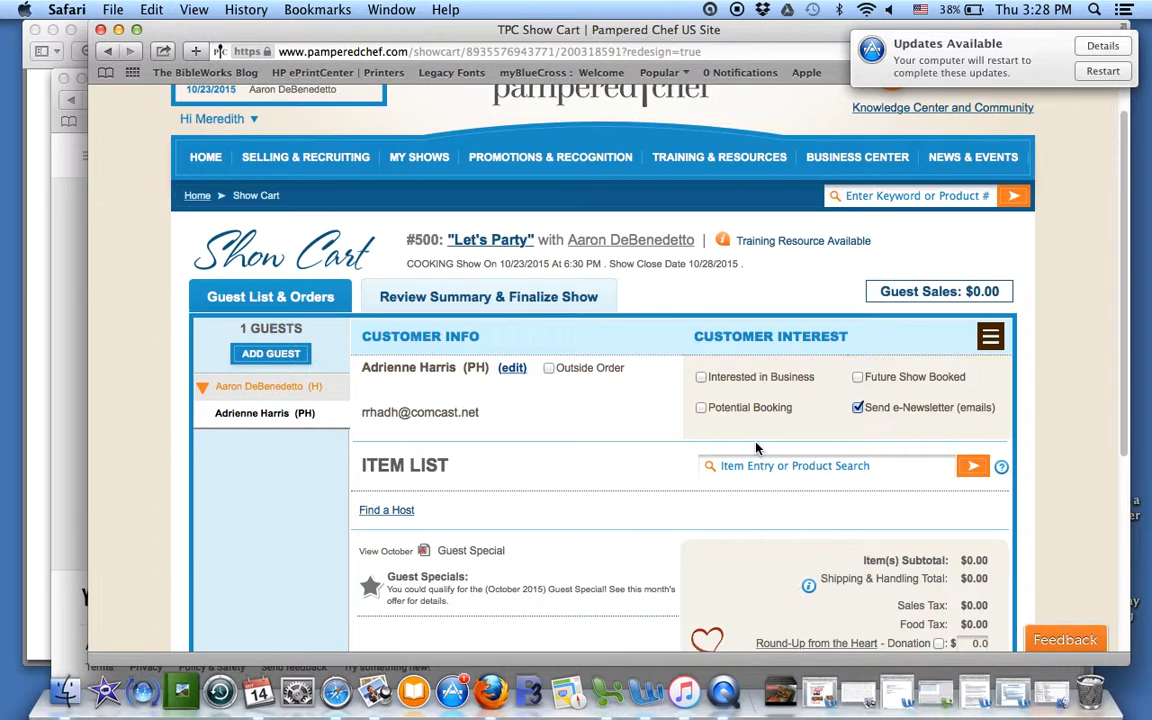 Safari File Edit View History Bookmarks Window Help 38% Thu 3:28 PM
TPC Show Cart | Pampered Chef US Site
Updates Available
Your computer will restart to complete these updates.
Details
Restart
https www.pamperedchef.com/showcart/8935576943771/200318591?redesign=true
The BibleWorks Blog HP ePrintCenter | Printers Legacy Fonts myBlueCross : Welcome Popular 0 Notifications Apple
10/23/2015 Aaron DeBenedetto
pampered chef
Hi Meredith
Knowledge Center and Community
HOME SELLING & RECRUITING MY SHOWS PROMOTIONS & RECOGNITION TRAINING & RESOURCES BUSINESS CENTER NEWS & EVENTS
Home Show Cart
Enter Keyword or Product #
Show Cart
#500: "Let's Party" with Aaron DeBenedetto | Training Resource Available
COOKING Show On 10/23/2015 At 6:30 PM . Show Close Date 10/28/2015 .
Guest List & Orders
Review Summary & Finalize Show
Guest Sales: $0.00
1 GUESTS
ADD GUEST
Aaron DeBenedetto (H)
Adrienne Harris (PH)
CUSTOMER INFO
CUSTOMER INTEREST
Adrienne Harris (PH) (edit) Outside Order
Interested in Business Future Show Booked
rrhadh@comcast.net
Potential Booking Send e-Newsletter (emails)
ITEM LIST
Item Entry or Product Search
Find a Host
View October Guest Special
Guest Specials:
You could qualify for the (October 2015) Guest Special! See this month's
offer for details.
Item(s) Subtotal: $0.00
Shipping & Handling Total: $0.00
Sales Tax: $0.00
Food Tax: $0.00
Round-Up from the Heart - Donation : $ 0.0
Feedback
Terms Privacy Policy & Safety Send feedback Try something new!
14